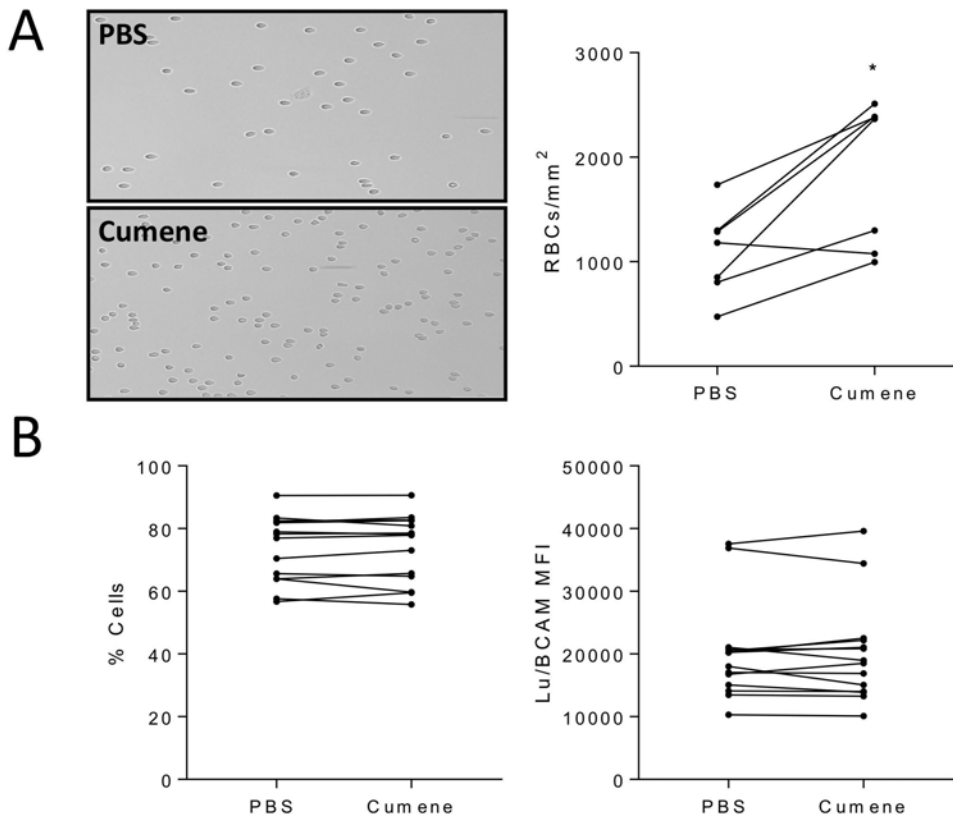 A
PBS
Cumene
RBCs/mm²
3000
2000
1000
0
*
PBS
Cumene
B
% Cells
100
80
60
40
20
0
PBS
Cumene
Lu/BCAM MFI
50000
40000
30000
20000
10000
0
PBS
Cumene